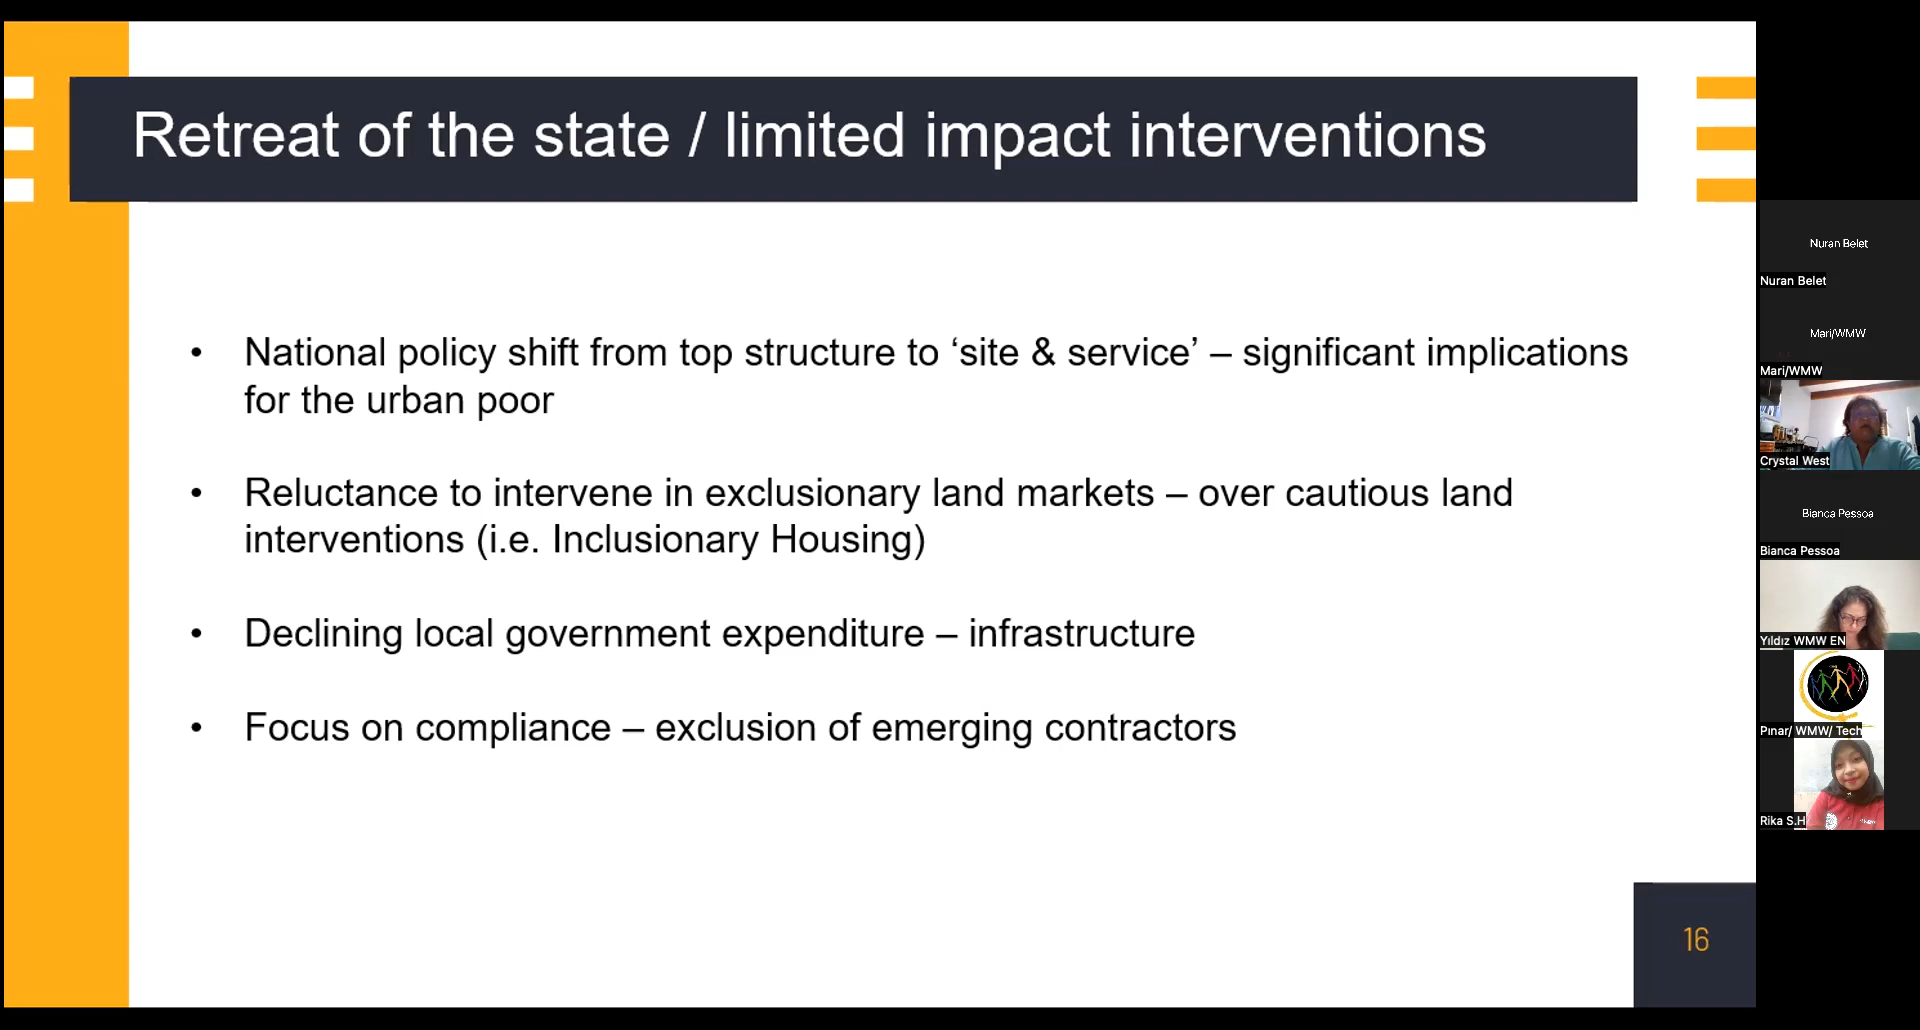 Retreat of the state / limited impact interventions
• National policy shift from top structure to ‘site & service’ – significant implications
for the urban poor
• Reluctance to intervene in exclusionary land markets – over cautious land
interventions (i.e. Inclusionary Housing)
• Declining local government expenditure – infrastructure
• Focus on compliance – exclusion of emerging contractors
16
Nuran Belet
Nuran Belet
Mari/WMW
Mari/WMW
Crystal West
Bianca Pessoa
Bianca Pessoa
Yıldız WMW EN
Pınar/ WMW/ Tech
Rika S.H